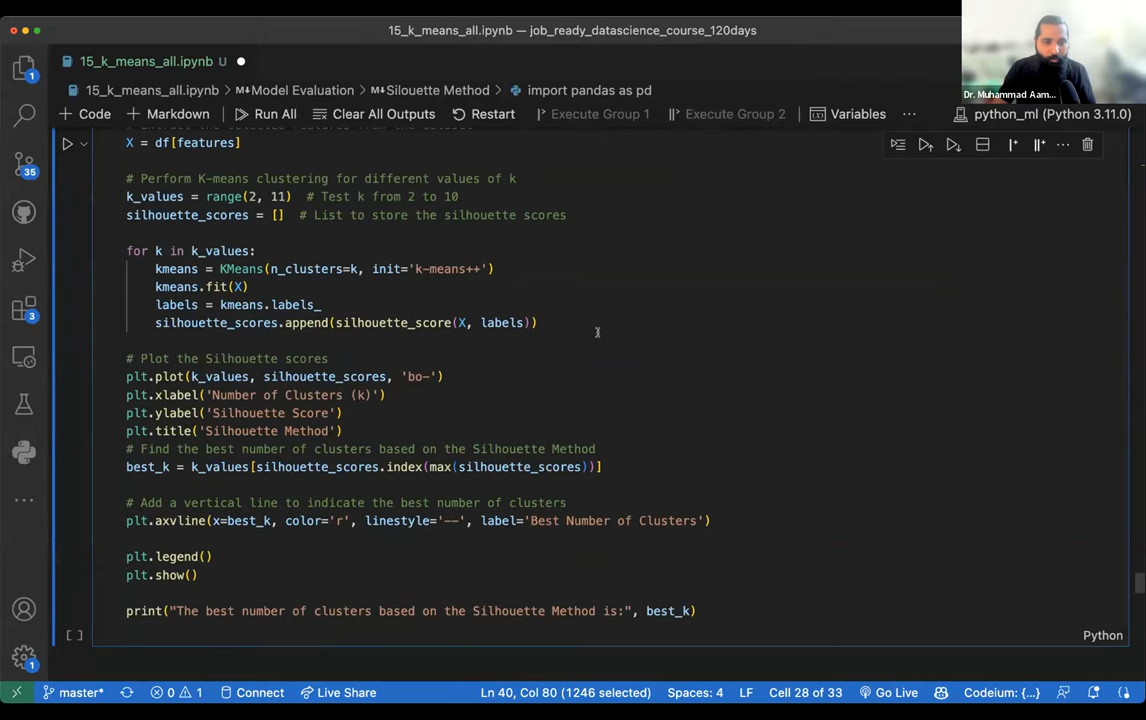 15_k_means_all.ipynb — job_ready_datascience_course_120days
15_k_means_all.ipynb U
15_k_means_all.ipynb > M↓Model Evaluation > M↓Silouette Method > import pandas as pd
+ Code + Markdown Run All Clear All Outputs Restart Execute Group 1 Execute Group 2 Variables ... python_ml (Python 3.11.0)
Dr. Muhammad Aam...
X = df[features]
# Perform K-means clustering for different values of k
k_values = range(2, 11)  # Test k from 2 to 10
silhouette_scores = []  # List to store the silhouette scores
for k in k_values:
kmeans = KMeans(n_clusters=k, init='k-means++')
kmeans.fit(X)
labels = kmeans.labels_
silhouette_scores.append(silhouette_score(X, labels))
# Plot the Silhouette scores
plt.plot(k_values, silhouette_scores, 'bo-')
plt.xlabel('Number of Clusters (k)')
plt.ylabel('Silhouette Score')
plt.title('Silhouette Method')
# Find the best number of clusters based on the Silhouette Method
best_k = k_values[silhouette_scores.index(max(silhouette_scores))]
# Add a vertical line to indicate the best number of clusters
plt.axvline(x=best_k, color='r', linestyle='--', label='Best Number of Clusters')
plt.legend()
plt.show()
print("The best number of clusters based on the Silhouette Method is:", best_k)
[ ]
Python
1
35
3
1
master* 0 1 Connect Live Share Ln 40, Col 80 (1246 selected) Spaces: 4 LF Cell 28 of 33 Go Live Codeium: {...}